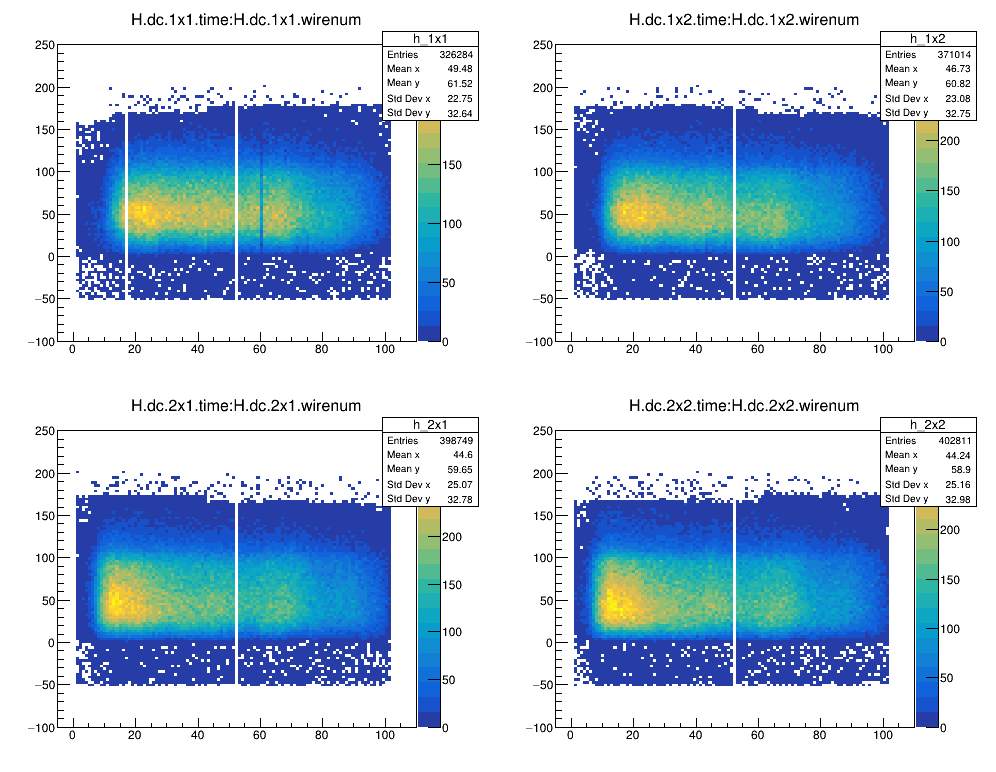 H.dc.1x1.time:H.dc.1x1.wirenum
h_1x1
Entries 326284
Mean x 49.48
Mean y 61.52
Std Dev x 22.75
Std Dev y 32.64
250
200
150
100
50
0
−50
−100
0 20 40 60 80 100
150
100
50
0
H.dc.1x2.time:H.dc.1x2.wirenum
h_1x2
Entries 371014
Mean x 46.73
Mean y 60.82
Std Dev x 23.08
Std Dev y 32.75
250
200
150
100
50
0
−50
−100
0 20 40 60 80 100
200
150
100
50
0
H.dc.2x1.time:H.dc.2x1.wirenum
h_2x1
Entries 398749
Mean x 44.6
Mean y 59.65
Std Dev x 25.07
Std Dev y 32.78
250
200
150
100
50
0
−50
−100
0 20 40 60 80 100
200
150
100
50
0
H.dc.2x2.time:H.dc.2x2.wirenum
h_2x2
Entries 402811
Mean x 44.24
Mean y 58.9
Std Dev x 25.16
Std Dev y 32.98
250
200
150
100
50
0
−50
−100
0 20 40 60 80 100
200
150
100
50
0